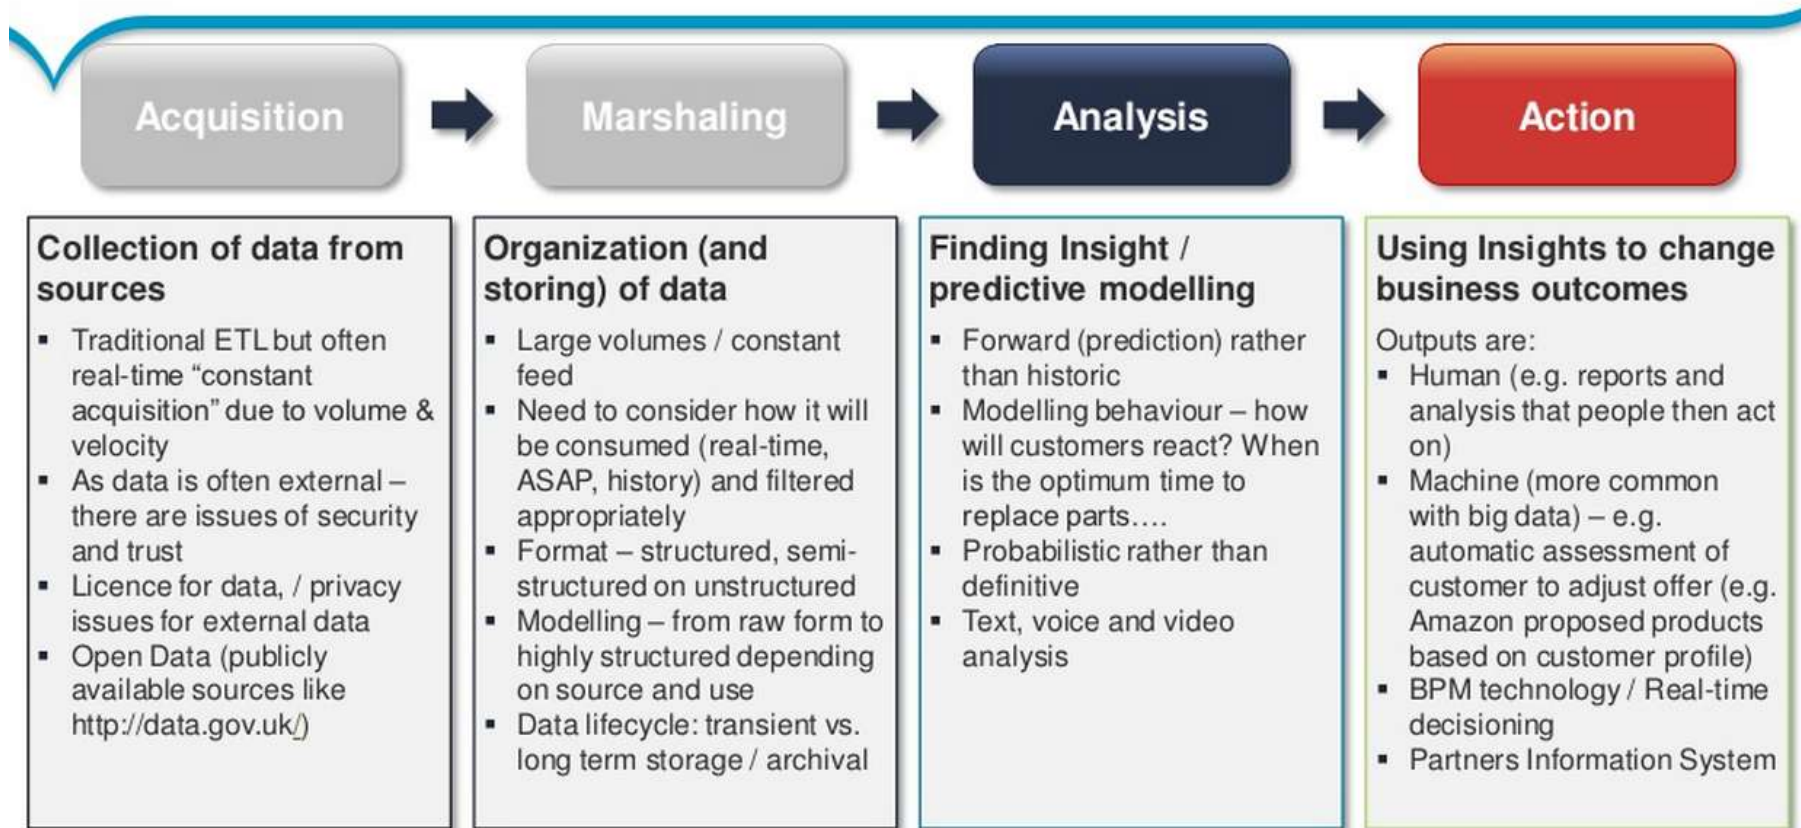 Acquisition
Marshaling
Analysis
Action
Collection of data from
sources
▪ Traditional ETL but often
real-time “constant
acquisition” due to volume &
velocity
▪ As data is often external –
there are issues of security
and trust
▪ Licence for data, / privacy
issues for external data
▪ Open Data (publicly
available sources like
http://data.gov.uk/)
Organization (and
storing) of data
▪ Large volumes / constant
feed
▪ Need to consider how it will
be consumed (real-time,
ASAP, history) and filtered
appropriately
▪ Format – structured, semi-
structured on unstructured
▪ Modelling – from raw form to
highly structured depending
on source and use
▪ Data lifecycle: transient vs.
long term storage / archival
Finding Insight /
predictive modelling
▪ Forward (prediction) rather
than historic
▪ Modelling behaviour – how
will customers react? When
is the optimum time to
replace parts….
▪ Probabilistic rather than
definitive
▪ Text, voice and video
analysis
Using Insights to change
business outcomes
Outputs are:
▪ Human (e.g. reports and
analysis that people then act
on)
▪ Machine (more common
with big data) – e.g.
automatic assessment of
customer to adjust offer (e.g.
Amazon proposed products
based on customer profile)
▪ BPM technology / Real-time
decisioning
▪ Partners Information System